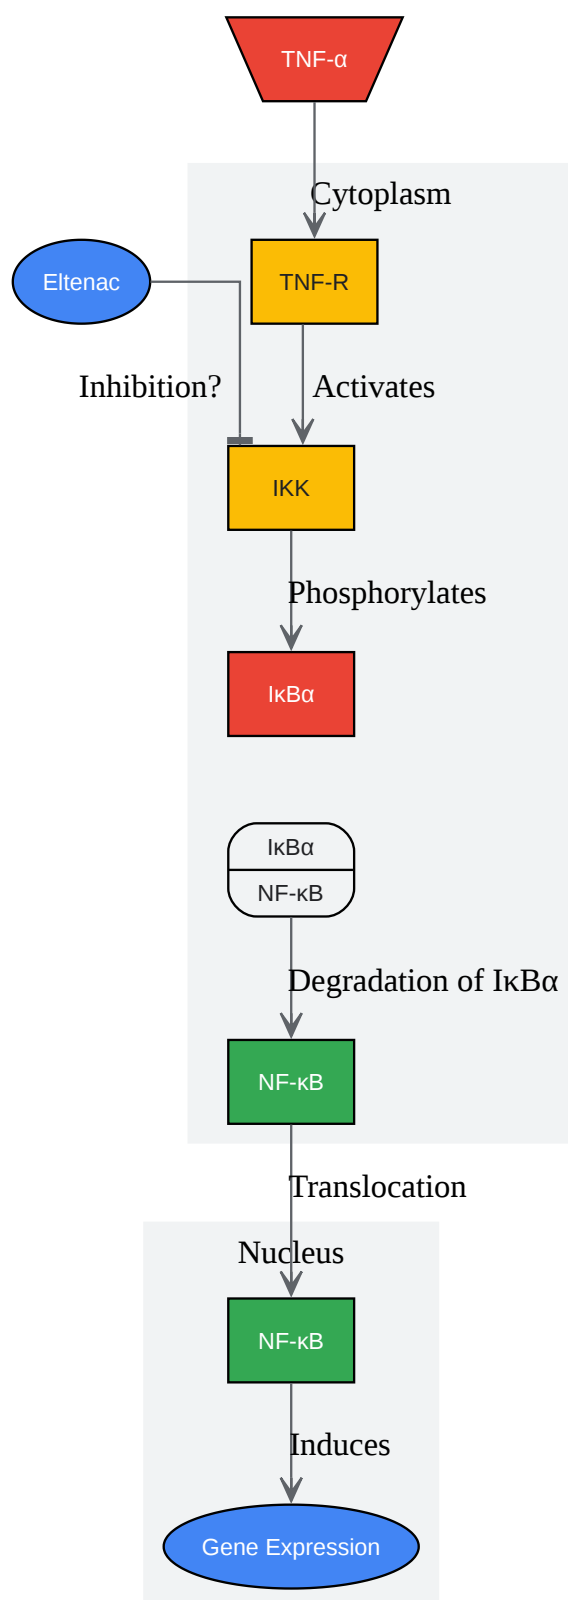 TNF-α
Cytoplasm
Eltenac
TNF-R
Inhibition?
Activates
IKK
Phosphorylates
IκBα
IκBα
NF-κB
Degradation of IκBα
NF-κB
Translocation
Nucleus
NF-κB
Induces
Gene Expression